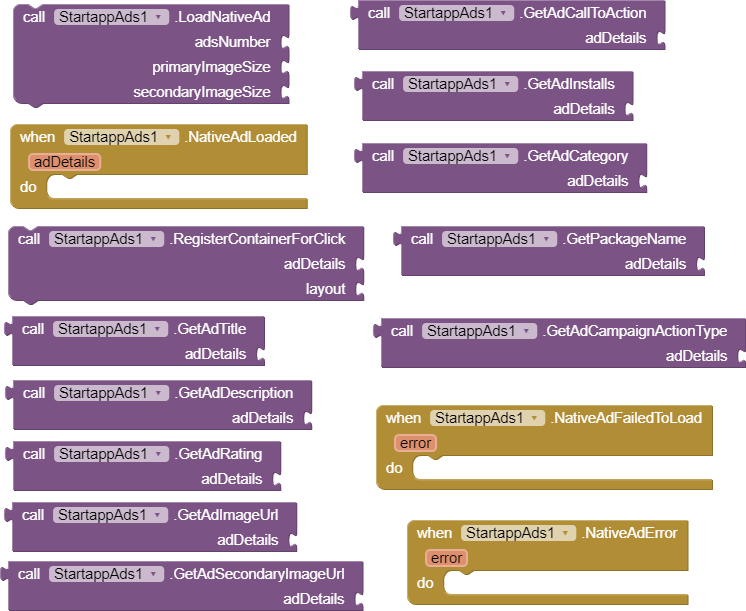 call StartappAds1 .LoadNativeAd
adsNumber
primaryImageSize
secondaryImageSize
when StartappAds1 .NativeAdLoaded
adDetails
do
call StartappAds1 .RegisterContainerForClick
adDetails
layout
call StartappAds1 .GetAdTitle
adDetails
call StartappAds1 .GetAdDescription
adDetails
call StartappAds1 .GetAdRating
adDetails
call StartappAds1 .GetAdImageUrl
adDetails
call StartappAds1 .GetAdSecondaryImageUrl
adDetails
call StartappAds1 .GetAdCallToAction
adDetails
call StartappAds1 .GetAdInstalls
adDetails
call StartappAds1 .GetAdCategory
adDetails
call StartappAds1 .GetPackageName
adDetails
call StartappAds1 .GetAdCampaignActionType
adDetails
when StartappAds1 .NativeAdFailedToLoad
error
do
when StartappAds1 .NativeAdError
error
do